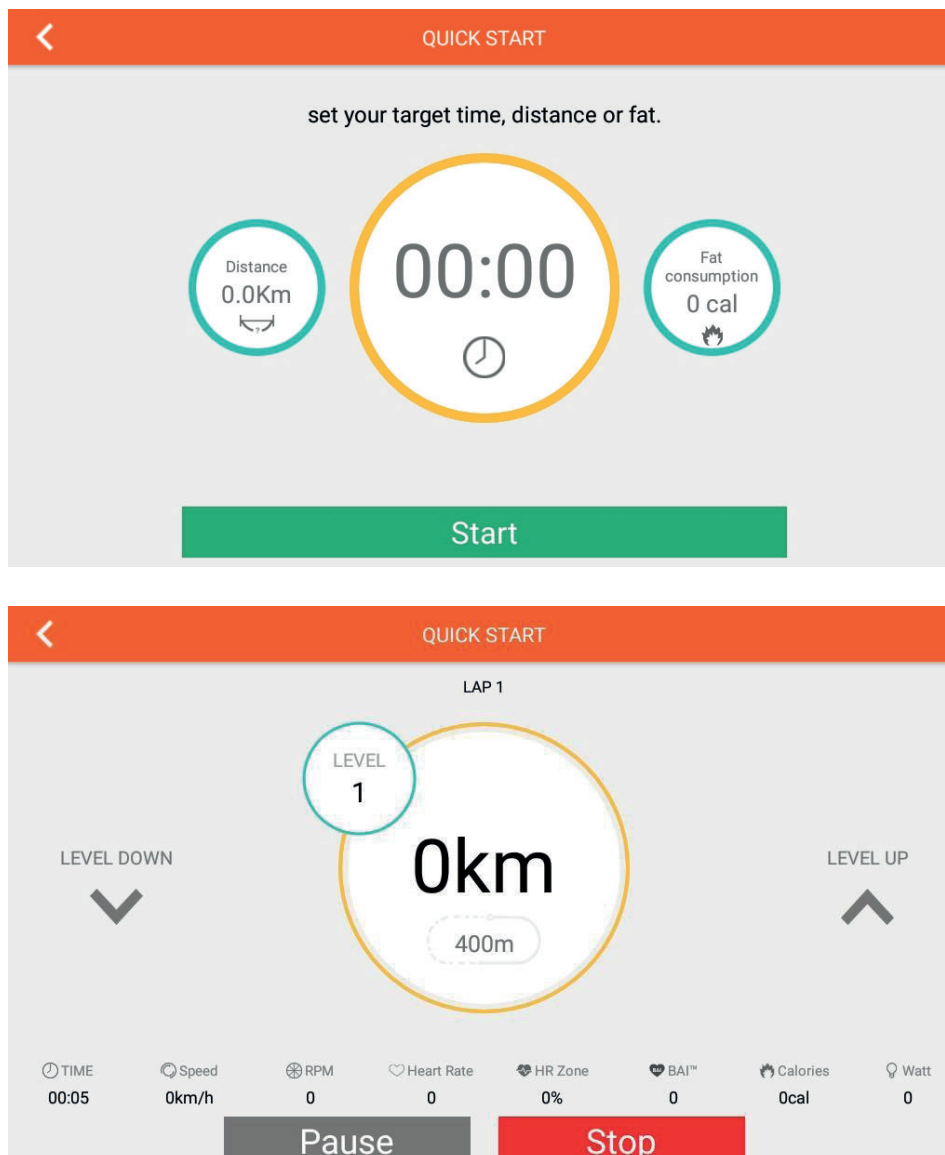 QUICK START
set your target time, distance or fat.
Distance
0.0Km
?
00:00
Fat
consumption
0 cal
Start
QUICK START
LAP 1
LEVEL
1
LEVEL DOWN
LEVEL UP
0km
400m
TIME Speed RPM Heart Rate HR Zone BAI™ Calories Watt
00:05 0km/h 0 0 0% 0 0cal 0
Pause Stop